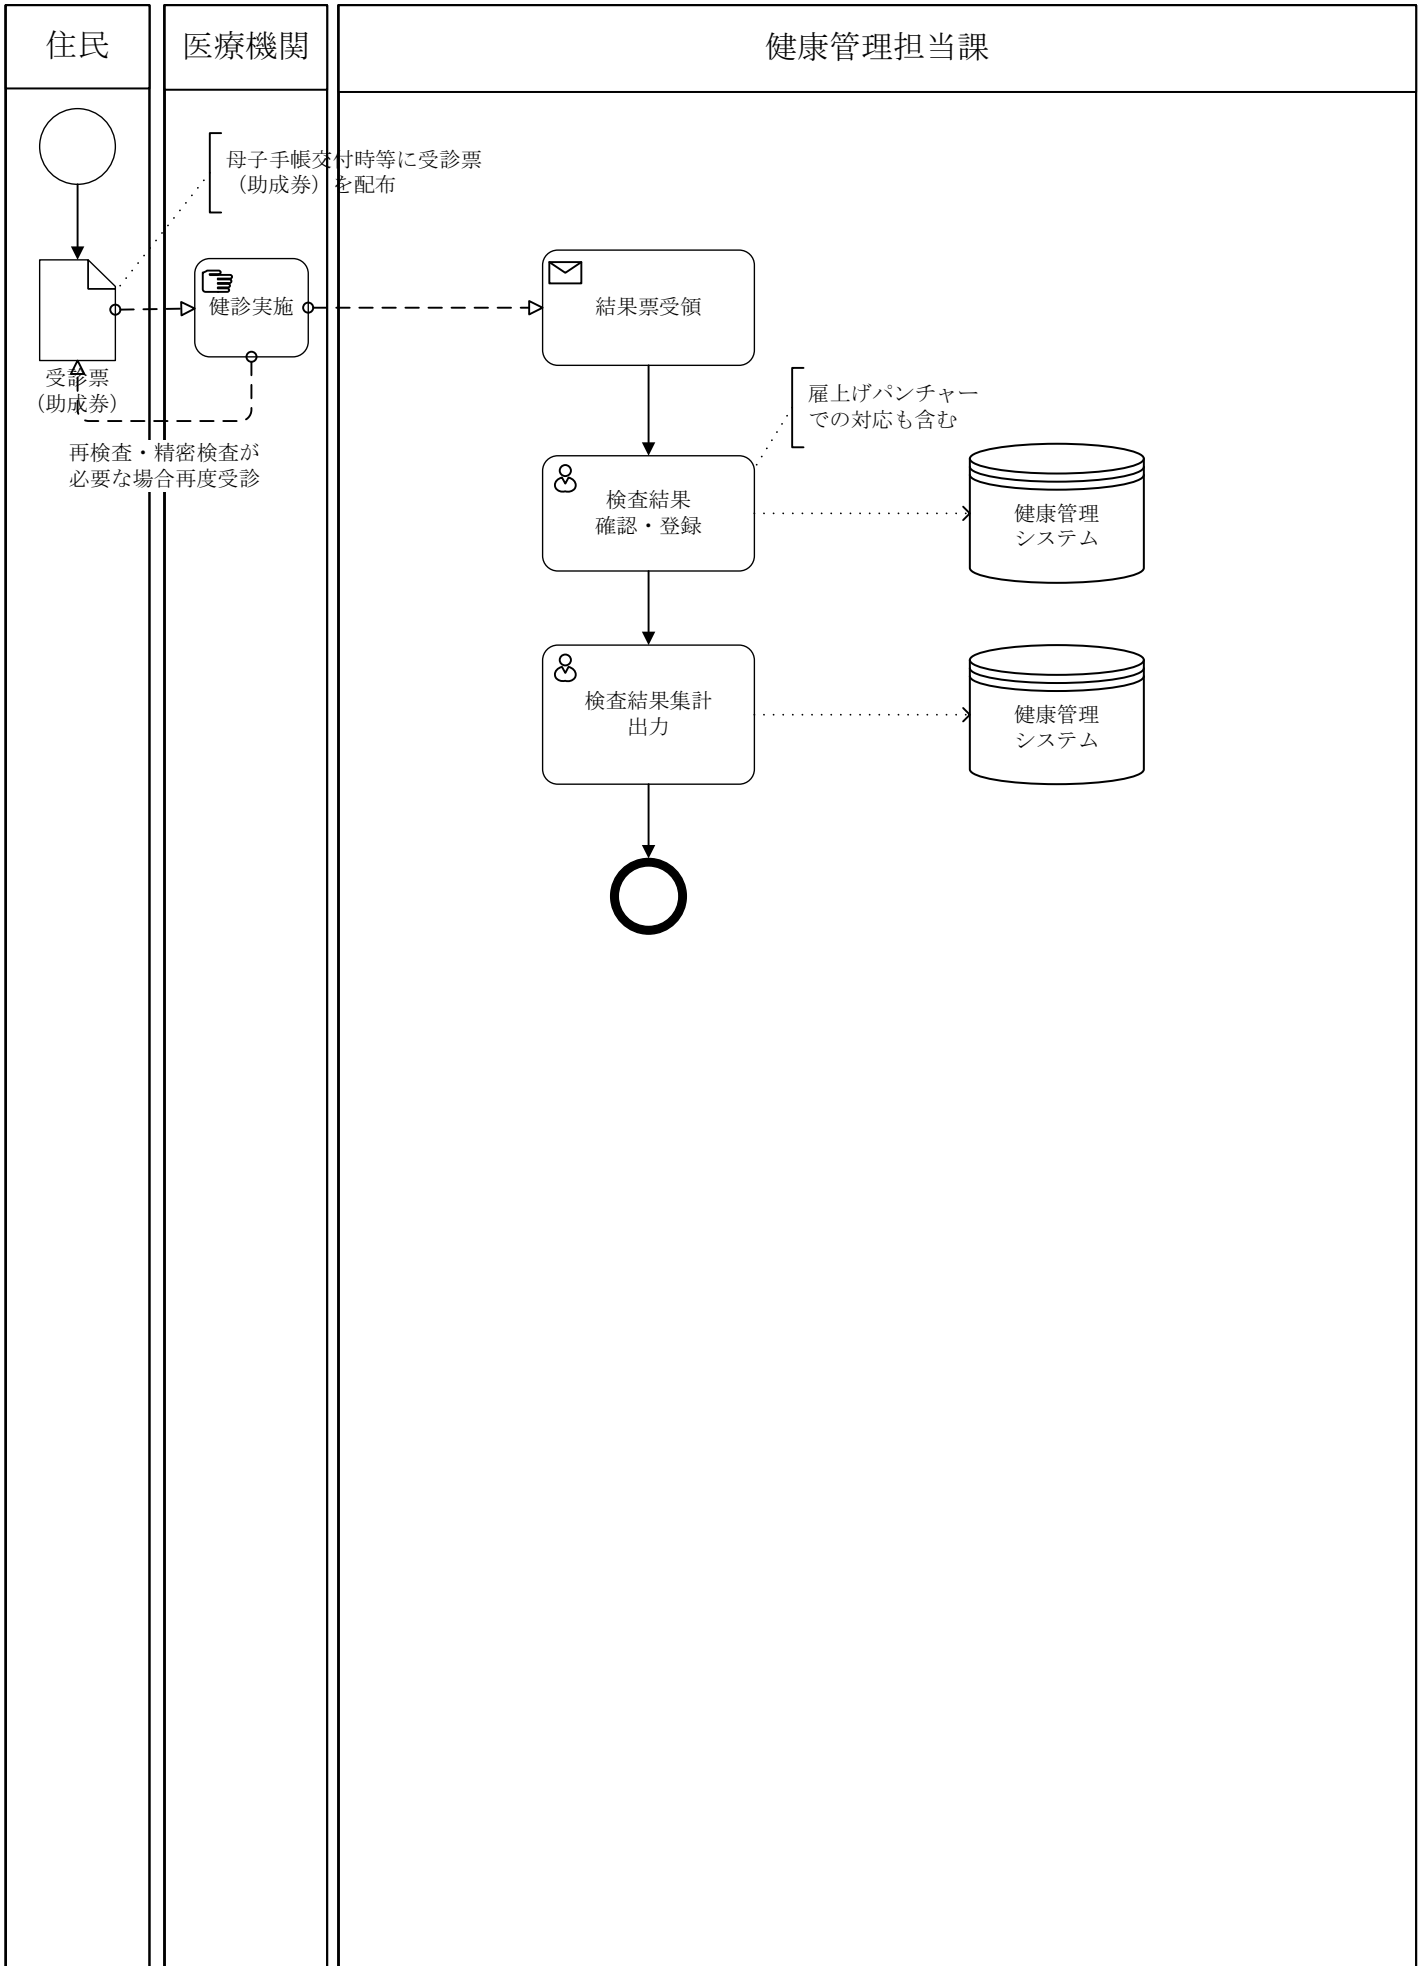 住民
医療機関
健康管理担当課
母子手帳交付時等に受診票
（助成券）を配布
健診実施
結果票受領
受診票
（助成券）
再検査・精密検査が
必要な場合再度受診
雇上げパンチャー
での対応も含む
検査結果
確認・登録
健康管理
システム
検査結果集計
出力
健康管理
システム